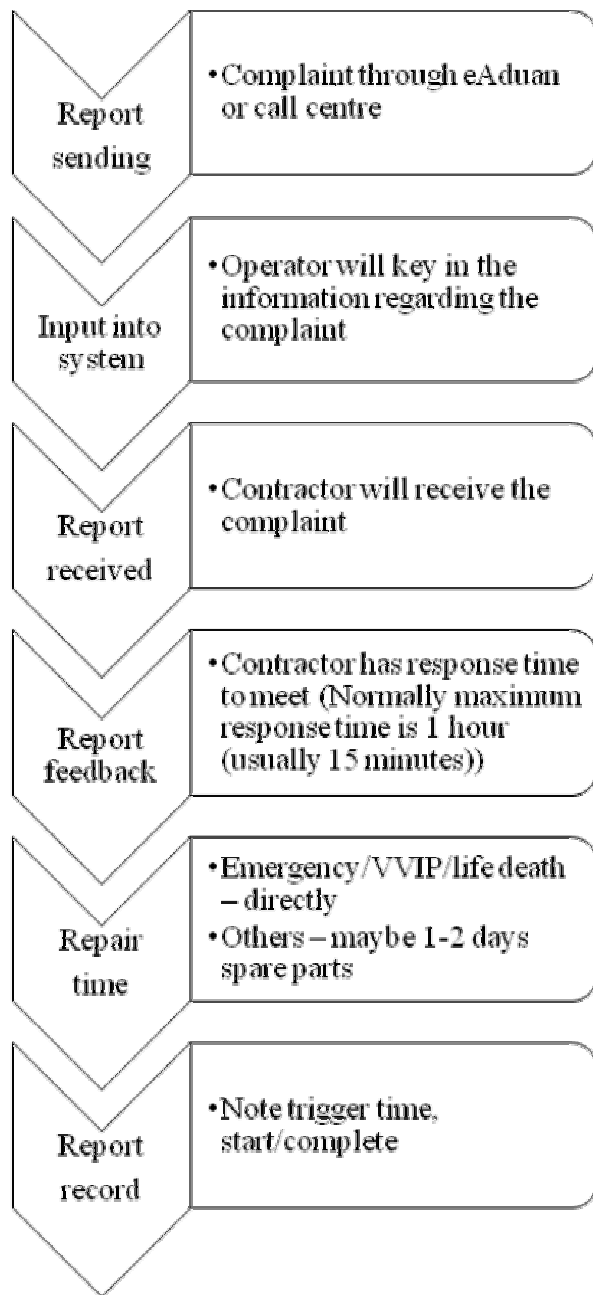 Report
sending
•Complaint through eAduan
or call centre
Input into
system
•Operator will key in the
information regarding the
complaint
Report
received
•Contractor will receive the
complaint
Report
feedback
•Contractor has response time
to meet (Normally maximum
response time is 1 hour
(usually 15 minutes))
Repair
time
•Emergency/VVIP/life death
– directly
•Others – maybe 1-2 days
spare parts
Report
record
•Note trigger time,
start/complete